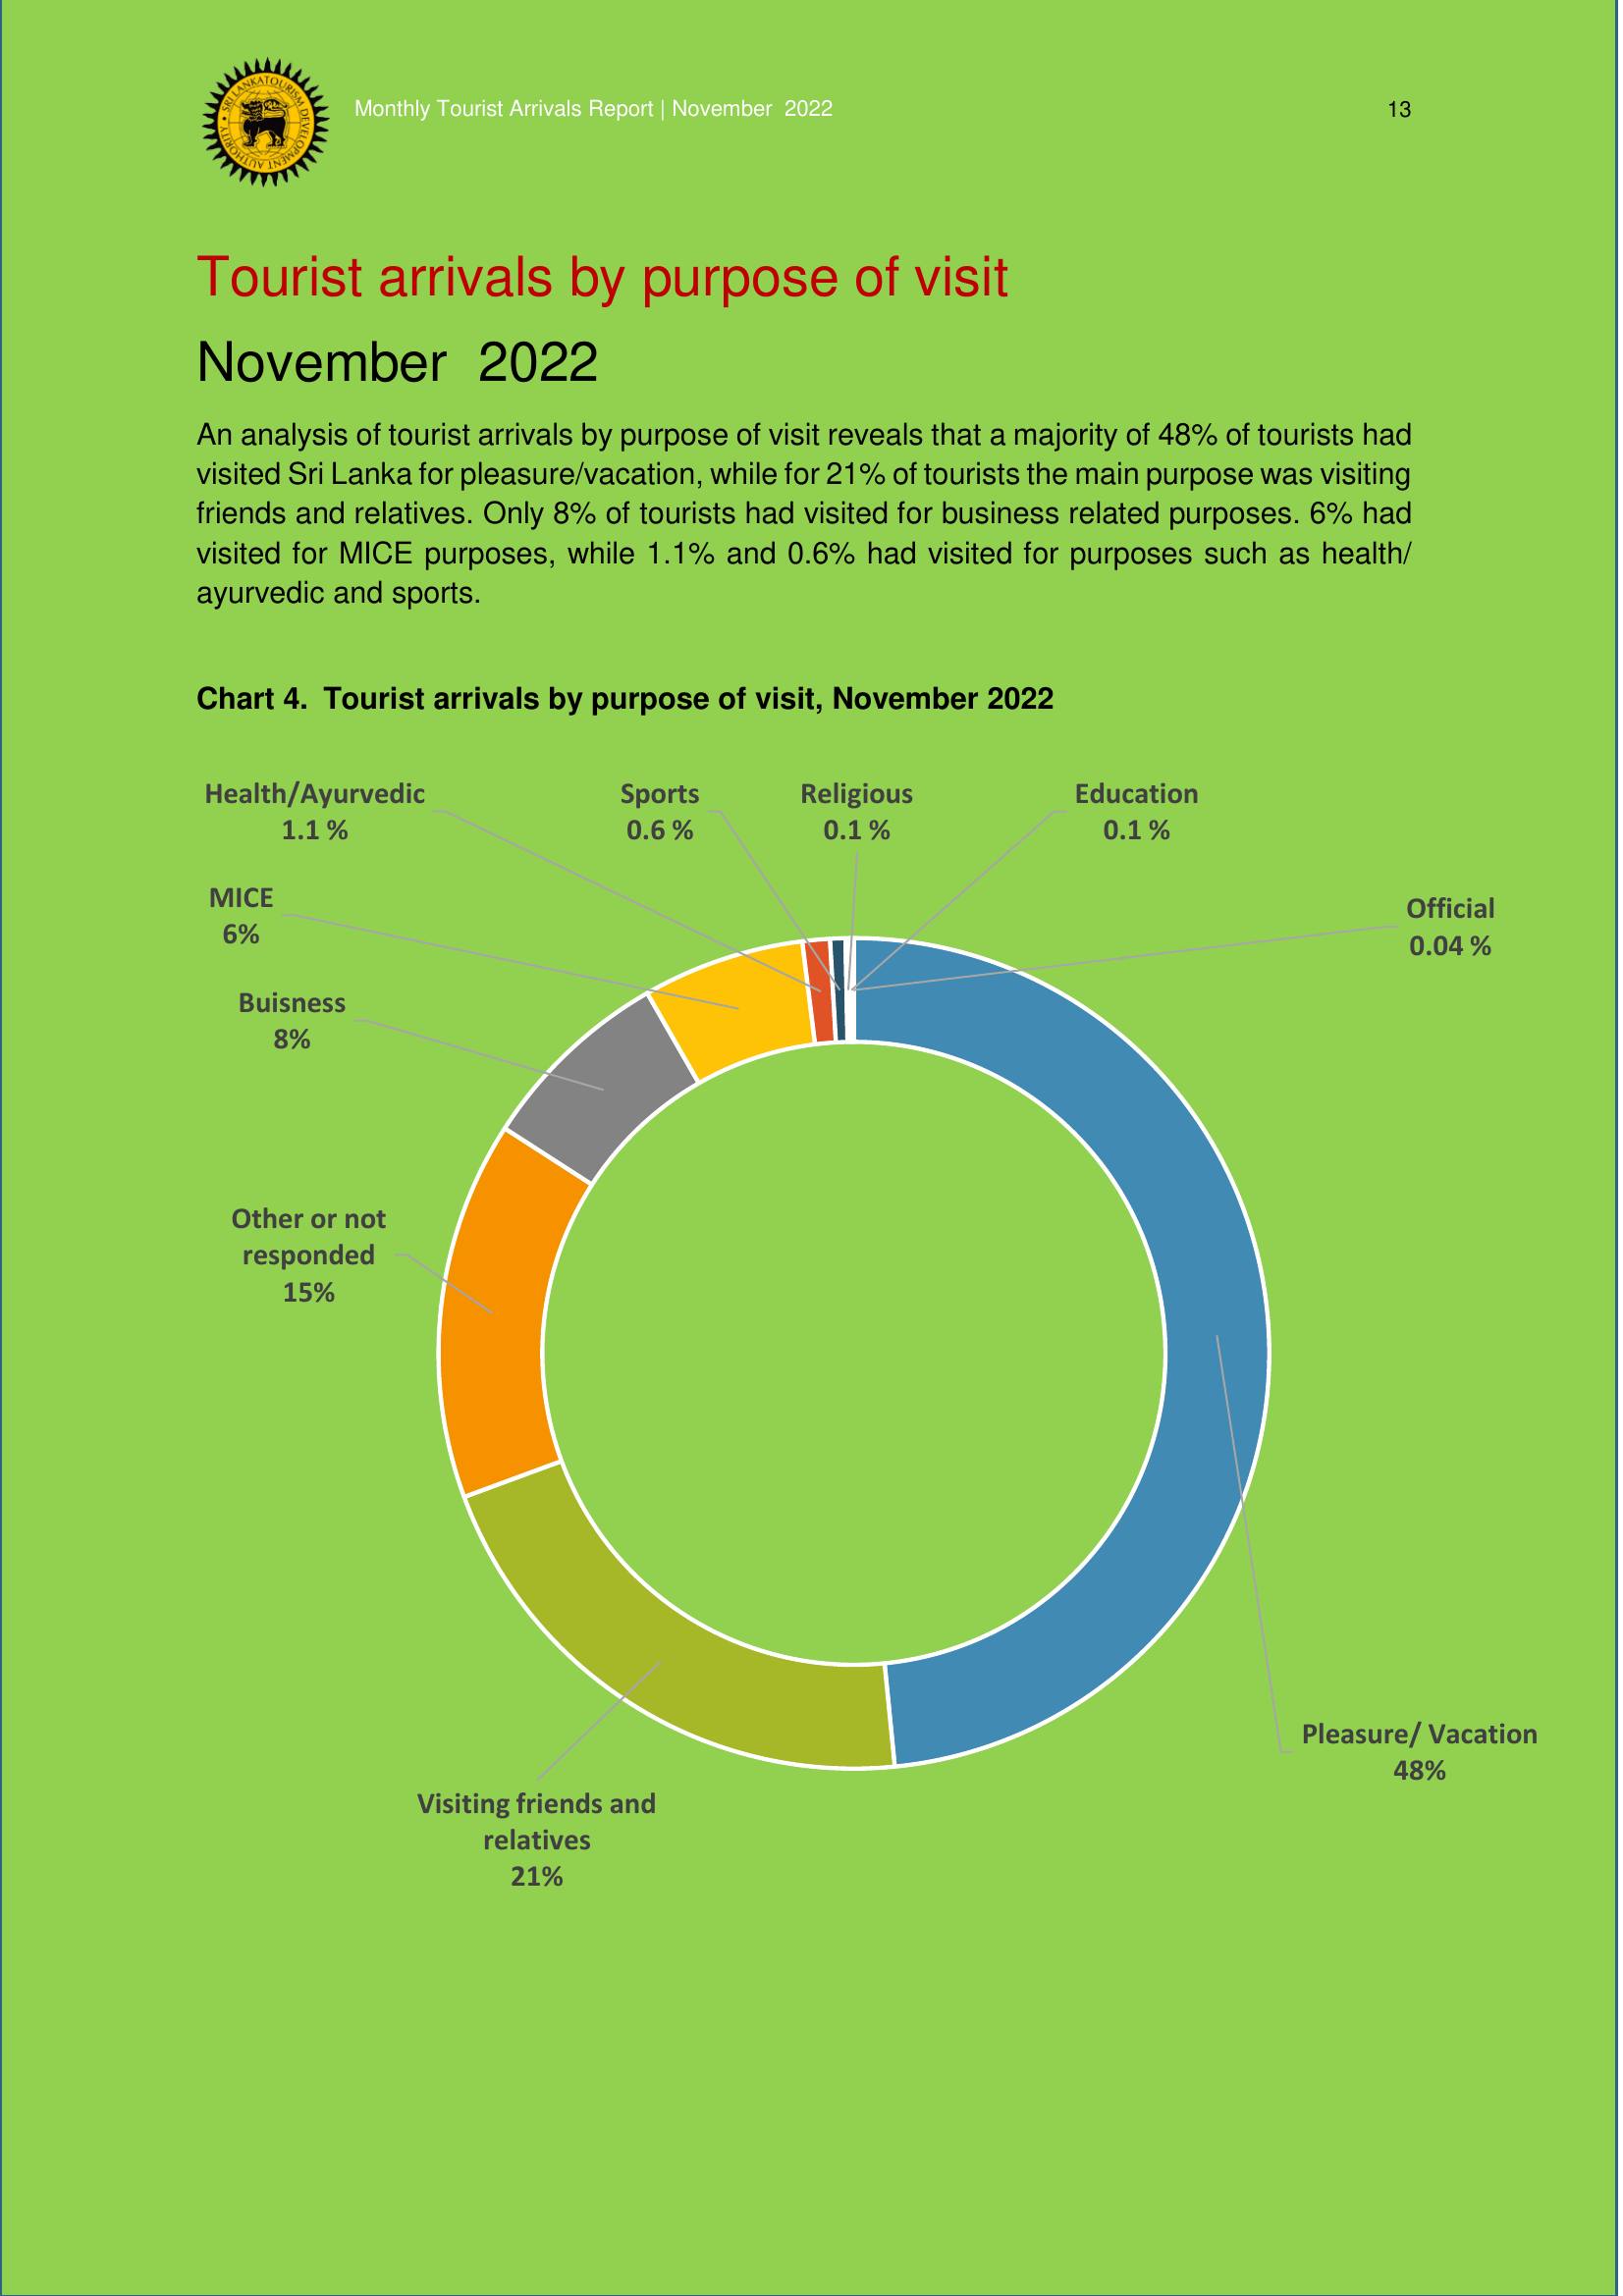 SRI LANKA TOURISM DEVELOPMENT AUTHORITY
Monthly Tourist Arrivals Report | November 2022
13
Tourist arrivals by purpose of visit
November 2022
An analysis of tourist arrivals by purpose of visit reveals that a majority of 48% of tourists had
visited Sri Lanka for pleasure/vacation, while for 21% of tourists the main purpose was visiting
friends and relatives. Only 8% of tourists had visited for business related purposes. 6% had
visited for MICE purposes, while 1.1% and 0.6% had visited for purposes such as health/
ayurvedic and sports.
Chart 4. Tourist arrivals by purpose of visit, November 2022
Health/Ayurvedic
1.1 %
Sports
0.6 %
Religious
0.1 %
Education
0.1 %
MICE
6%
Official
0.04 %
Buisness
8%
Other or not
responded
15%
Pleasure/ Vacation
48%
Visiting friends and
relatives
21%